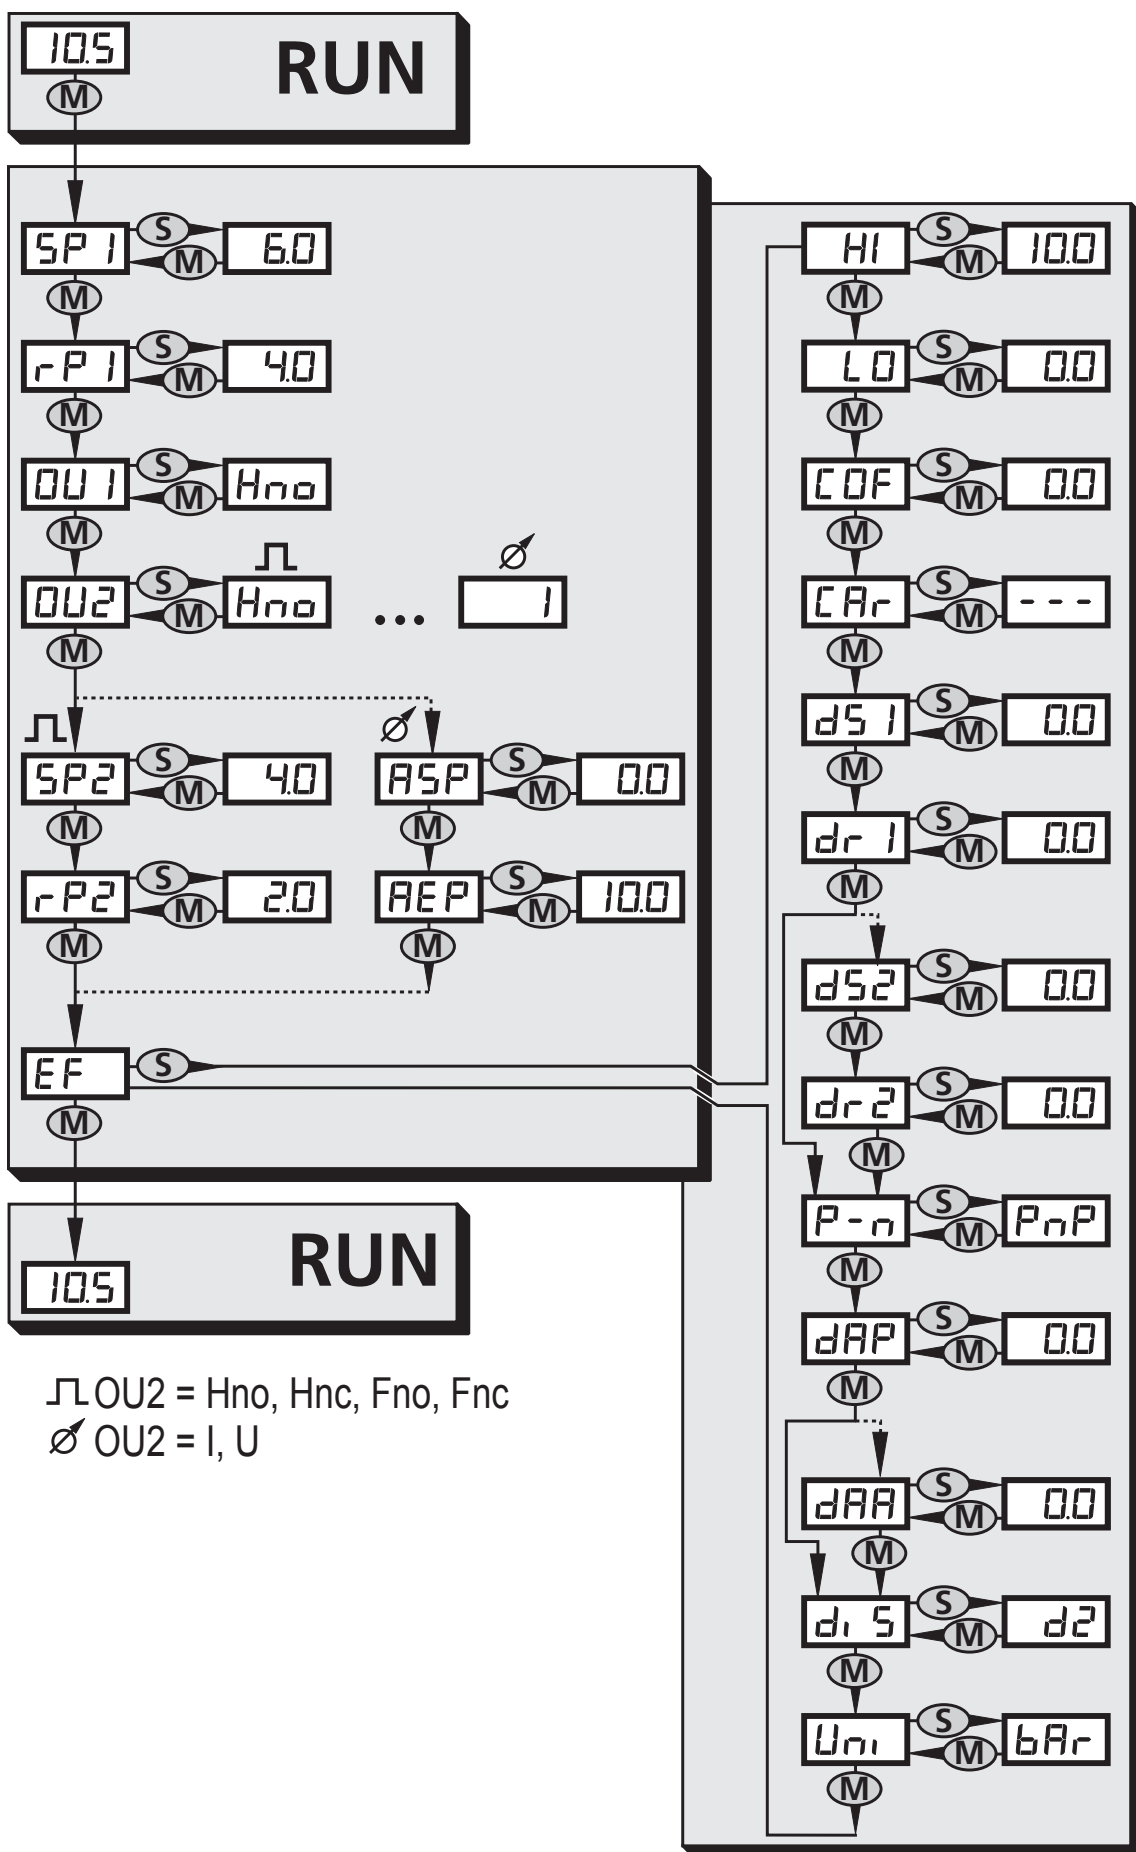 10.5 RUN
M
SP1 S M 6.0
M
rP1 S M 4.0
M
OU1 S M Hno
M
OU2 S M Hno ... I
M
SP2 S M 4.0 ASP S M 0.0
M M
rP2 S M 2.0 AEP S M 10.0
M M
EF S
M
10.5 RUN
OU2 = Hno, Hnc, Fno, Fnc
OU2 = I, U
HI S M 10.0
M
LO S M 0.0
M
COF S M 0.0
M
CAr S M ---
M
dS1 S M 0.0
M
dr1 S M 0.0
M
dS2 S M 0.0
M
dr2 S M 0.0
M
P-n S M PnP
M
dAP S M 0.0
M
dAA S M 0.0
M
diS S M d2
M
Uni S M bAr
M